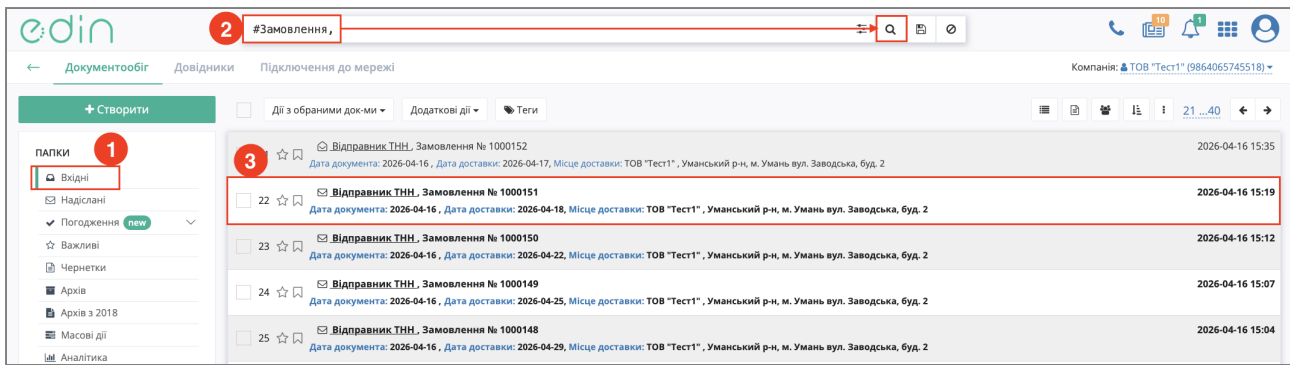 edin
2
#Замовлення,
10
1
← Документообіг Довідники Підключення до мережі
Компанія: ТОВ "Тест1" (9864065745518)
+ Створити
Дії з обраними док-ми
Додаткові дії
Теги
21 ...40
ПАПКИ
1
Вхідні
Надіслані
Погодження new
Важливі
Чернетки
Архів
Архів з 2018
Масові дії
Аналітика
3
Відправник ТНН , Замовлення № 1000152
2026-04-16 15:35
Дата документа: 2026-04-16 , Дата доставки: 2026-04-17, Місце доставки: ТОВ "Тест1" , Уманський р-н, м. Умань вул. Заводська, буд. 2
22 Відправник ТНН , Замовлення № 1000151
2026-04-16 15:19
Дата документа: 2026-04-16 , Дата доставки: 2026-04-18, Місце доставки: ТОВ "Тест1" , Уманський р-н, м. Умань вул. Заводська, буд. 2
23 Відправник ТНН , Замовлення № 1000150
2026-04-16 15:12
Дата документа: 2026-04-16 , Дата доставки: 2026-04-22, Місце доставки: ТОВ "Тест1" , Уманський р-н, м. Умань вул. Заводська, буд. 2
24 Відправник ТНН , Замовлення № 1000149
2026-04-16 15:07
Дата документа: 2026-04-16 , Дата доставки: 2026-04-25, Місце доставки: ТОВ "Тест1" , Уманський р-н, м. Умань вул. Заводська, буд. 2
25 Відправник ТНН , Замовлення № 1000148
2026-04-16 15:04
Дата документа: 2026-04-16 , Дата доставки: 2026-04-29, Місце доставки: ТОВ "Тест1" , Уманський р-н, м. Умань вул. Заводська, буд. 2